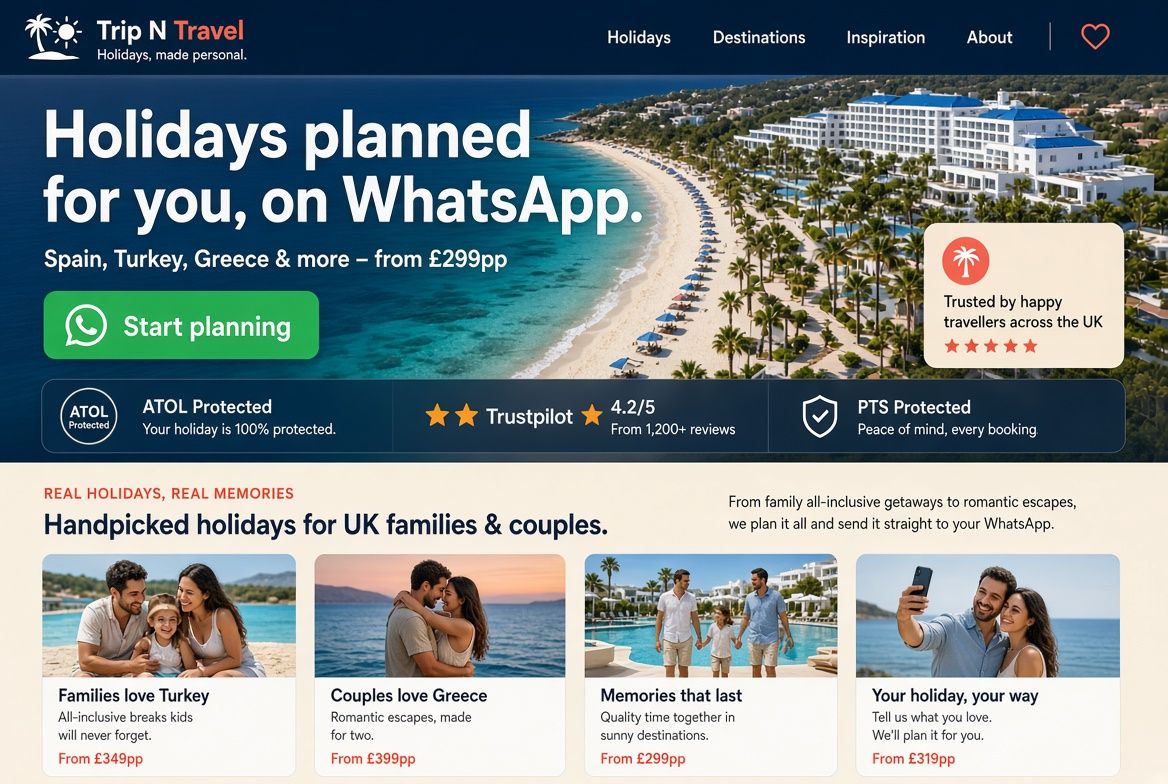 Trip N Travel
Holidays, made personal.
Holidays
Destinations
Inspiration
About
Holidays planned
for you, on WhatsApp.
Spain, Turkey, Greece & more – from £299pp
Start planning
Trusted by happy
travellers across the UK
ATOL
Protected
ATOL Protected
Your holiday is 100% protected.
Trustpilot
4.2/5
From 1,200+ reviews
PTS Protected
Peace of mind, every booking.
REAL HOLIDAYS, REAL MEMORIES
Handpicked holidays for UK families & couples.
From family all-inclusive getaways to romantic escapes,
we plan it all and send it straight to your WhatsApp.
Families love Turkey
All-inclusive breaks kids
will never forget.
From £349pp
Couples love Greece
Romantic escapes, made
for two.
From £399pp
Memories that last
Quality time together in
sunny destinations.
From £299pp
Your holiday, your way
Tell us what you love.
We'll plan it for you.
From £319pp